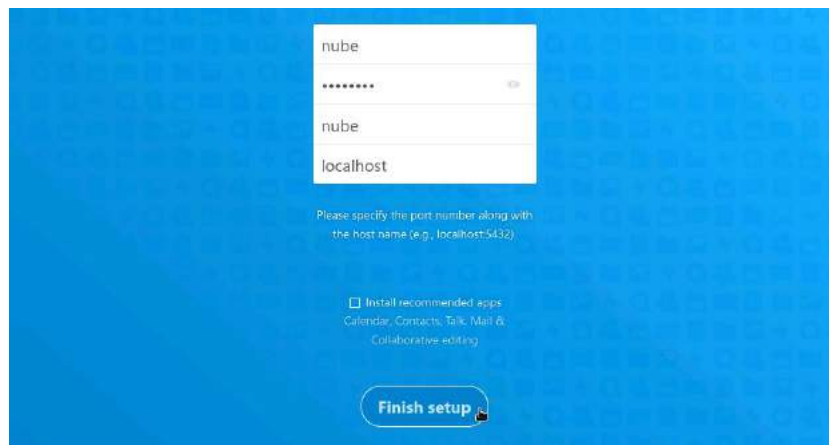 nube
••••••••
nube
localhost
Please specify the port number along with
the host name (e.g., localhost:5432)
Install recommended apps
Calendar, Contacts, Talk, Mail &
Collaborative editing
Finish setup